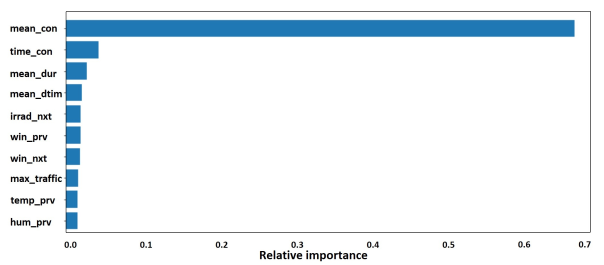 mean_con
time_con
mean_dur
mean_dtim
irrad_nxt
win_prv
win_nxt
max_traffic
temp_prv
hum_prv
0.0 0.1 0.2 0.3 0.4 0.5 0.6 0.7
Relative importance